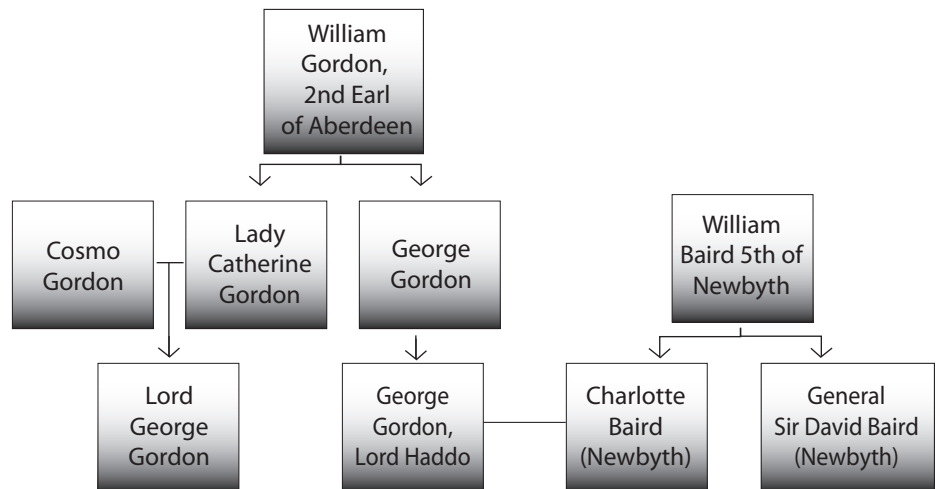 William
Gordon,
2nd Earl
of Aberdeen
Cosmo
Gordon
Lady
Catherine
Gordon
George
Gordon
William
Baird 5th of
Newbyth
Lord
George
Gordon
George
Gordon,
Lord Haddo
Charlotte
Baird
(Newbyth)
General
Sir David Baird
(Newbyth)